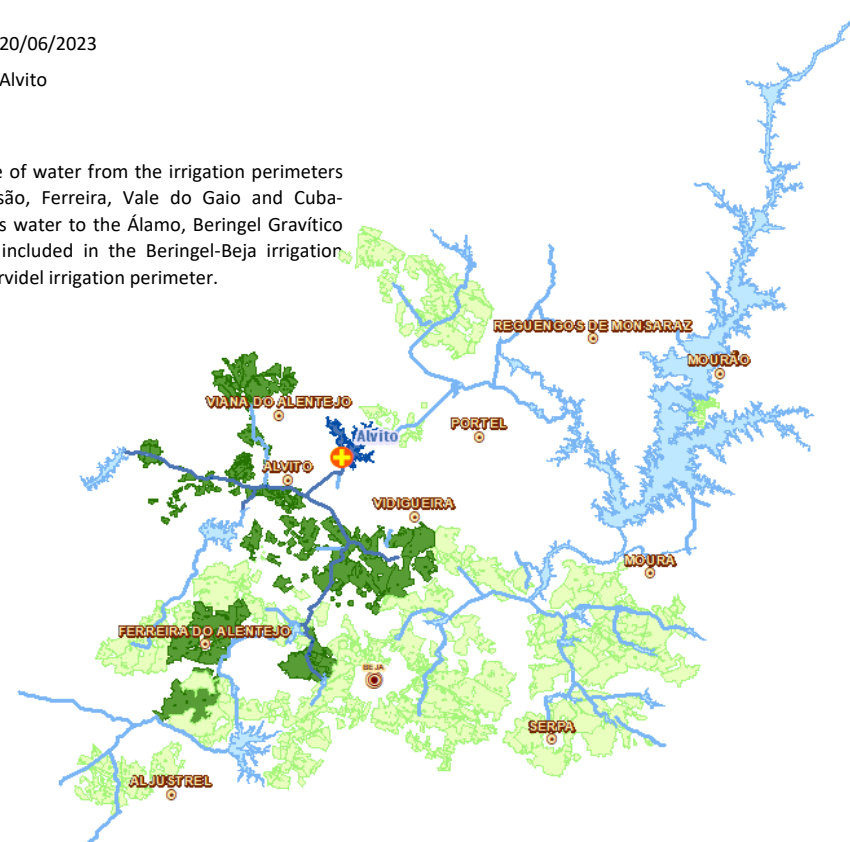 20/06/2023
Alvito
e of water from the irrigation perimeters
são, Ferreira, Vale do Gaio and Cuba-
s water to the Álamo, Beringel Gravítico
included in the Beringel-Beja irrigation
rvidel irrigation perimeter.
REGUENGOS DE MONSARAZ
MOURÃO
VIANA DO ALENTEJO
PORTEL
Alvito
ALVITO
VIDIGUEIRA
MOURA
FERREIRA DO ALENTEJO
BEJA
SERPA
ALJUSTREL